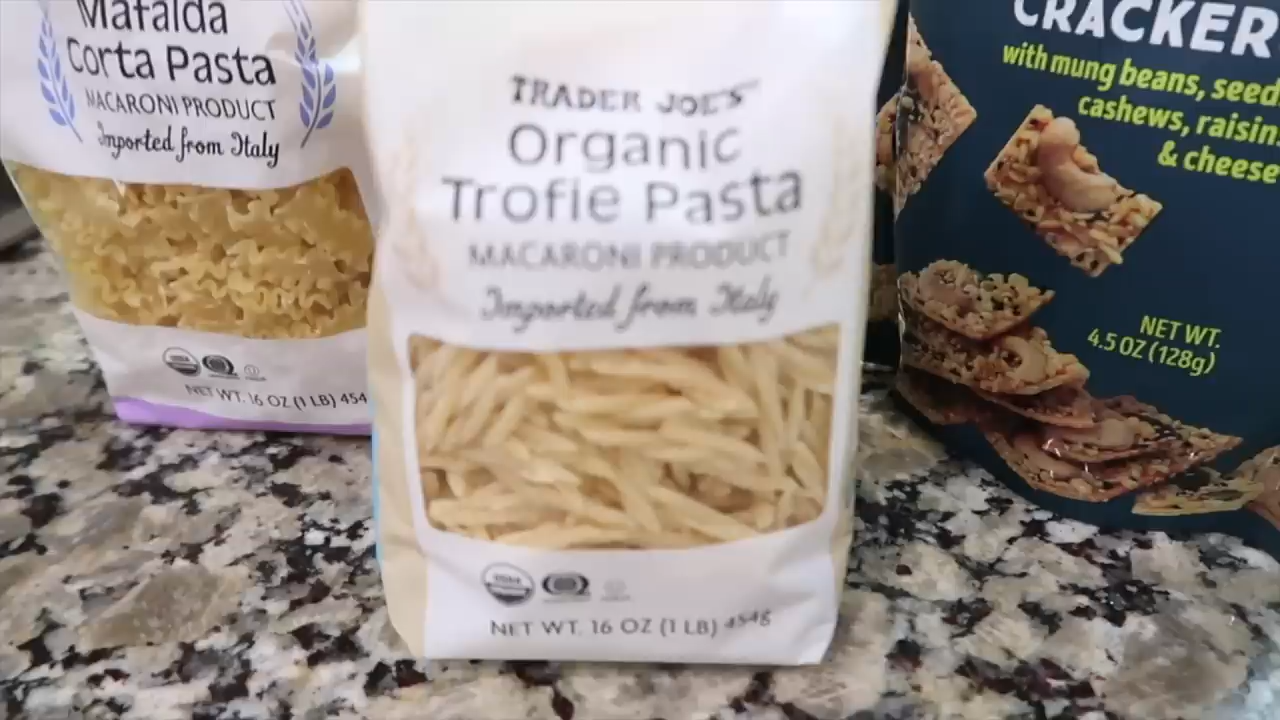 Mafalda
Corta Pasta
MACARONI PRODUCT
Imported from Italy
NET WT. 16 OZ (1 LB) 454
TRADER JOE'S
Organic
Trofie Pasta
MACARONI PRODUCT
Imported from Italy
USDA
NET WT. 16 OZ (1 LB) 454g
CRACKER
with mung beans, seed
cashews, raisin
& cheese
NET WT.
4.5 OZ (128g)